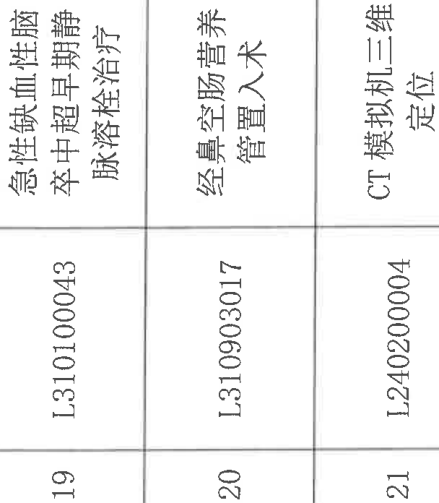 19
L310100043
急性缺血性脑
卒中超早期静
脉溶栓治疗
20
L310903017
经鼻空肠营养
管置入术
21
L240200004
CT 模拟机三维
定位